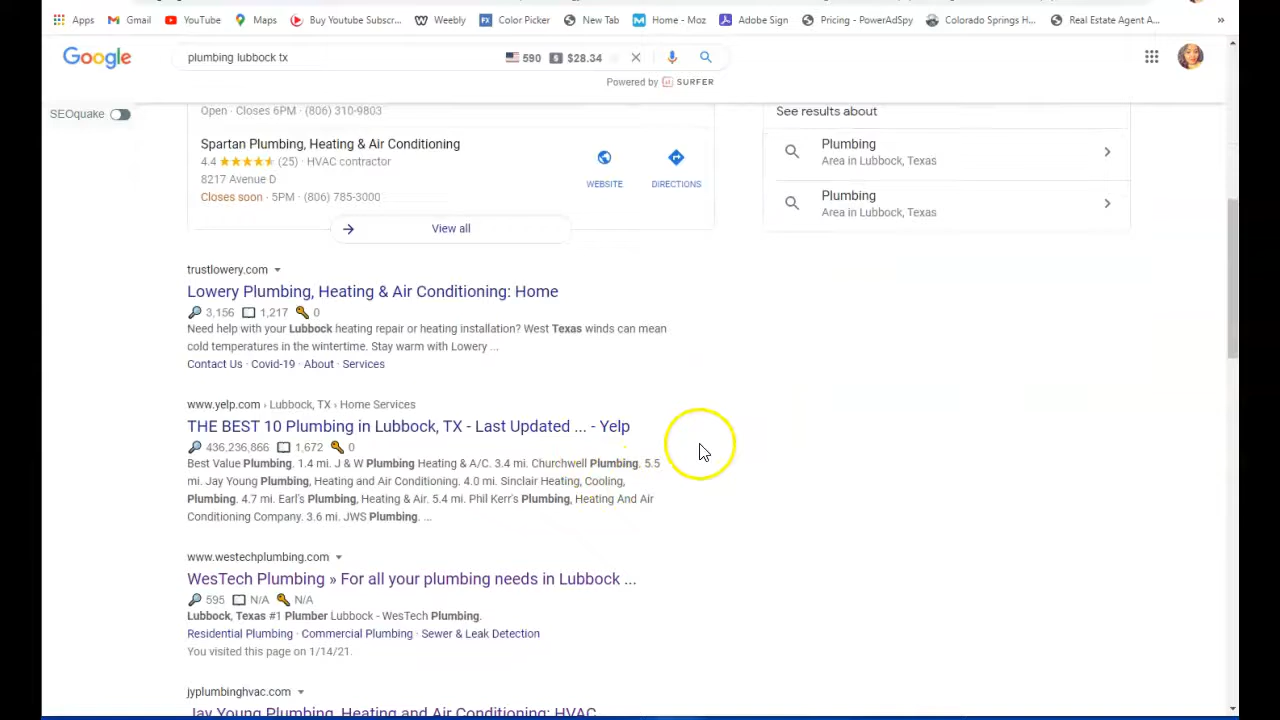 Apps Gmail YouTube Maps Buy Youtube Subscr... Weebly Color Picker New Tab Home - Moz Adobe Sign Pricing - PowerAdSpy Colorado Springs H... Real Estate Agent A... »
Google plumbing lubbock tx 590 $28.34
Powered by SURFER
SEOquake
Open · Closes 6PM · (806) 310-9803
Spartan Plumbing, Heating & Air Conditioning
4.4 (25) · HVAC contractor
8217 Avenue D
Closes soon · 5PM · (806) 785-3000
WEBSITE DIRECTIONS
View all
See results about
Plumbing
Area in Lubbock, Texas
Plumbing
Area in Lubbock, Texas
trustlowery.com
Lowery Plumbing, Heating & Air Conditioning: Home
3,156 1,217 0
Need help with your Lubbock heating repair or heating installation? West Texas winds can mean
cold temperatures in the wintertime. Stay warm with Lowery ...
Contact Us · Covid-19 · About · Services
www.yelp.com › Lubbock, TX › Home Services
THE BEST 10 Plumbing in Lubbock, TX - Last Updated ... - Yelp
436,236,866 1,672 0
Best Value Plumbing. 1.4 mi. J & W Plumbing Heating & A/C. 3.4 mi. Churchwell Plumbing. 5.5
mi. Jay Young Plumbing, Heating and Air Conditioning. 4.0 mi. Sinclair Heating, Cooling,
Plumbing. 4.7 mi. Earl's Plumbing, Heating & Air. 5.4 mi. Phil Kerr's Plumbing, Heating And Air
Conditioning Company. 3.6 mi. JWS Plumbing. ...
www.westechplumbing.com
WesTech Plumbing » For all your plumbing needs in Lubbock ...
595 N/A N/A
Lubbock, Texas #1 Plumber Lubbock - WesTech Plumbing.
Residential Plumbing · Commercial Plumbing · Sewer & Leak Detection
You visited this page on 1/14/21.
jyplumbinghvac.com
Jay Young Plumbing, Heating and Air Conditioning: HVAC